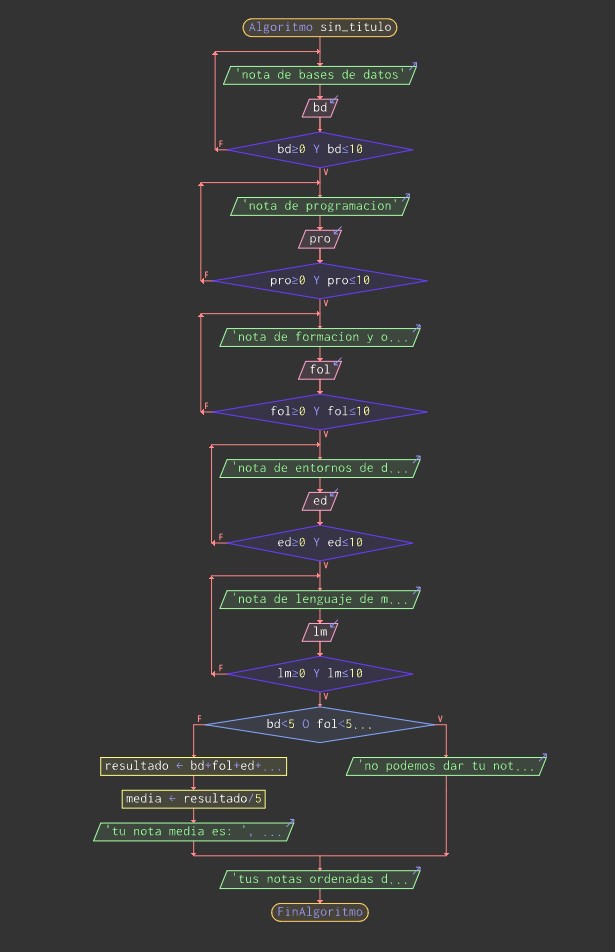 Algoritmo sin_titulo
'nota de bases de datos'
bd
F
bd≥0 Y bd≤10
V
'nota de programacion'
pro
F
pro≥0 Y pro≤10
V
'nota de formacion y o...
fol
F
fol≥0 Y fol≤10
V
'nota de entornos de d...
ed
F
ed≥0 Y ed≤10
V
'nota de lenguaje de m...
lm
F
lm≥0 Y lm≤10
V
F
bd<5 O fol<5...
V
resultado ← bd+fol+ed+...
'no podemos dar tu not...
media ← resultado/5
'tu nota media es: ', ...
'tus notas ordenadas d...
FinAlgoritmo